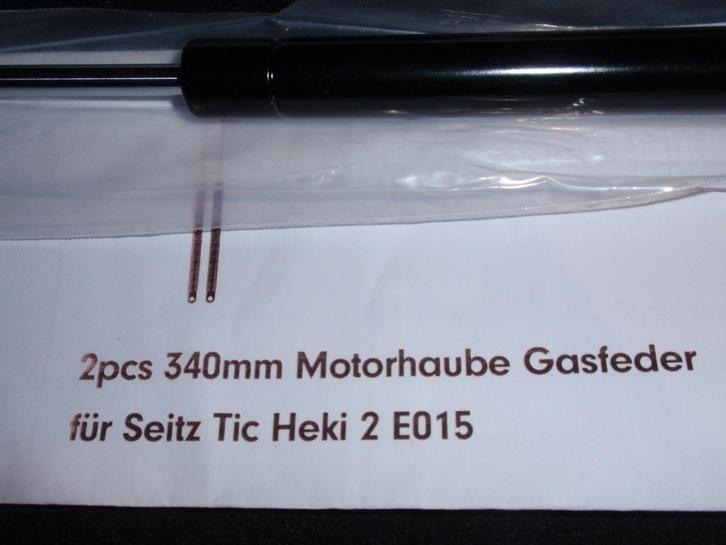 2pcs 340mm Motorhaube Gasfeder
für Seitz Tic Heki 2 E015